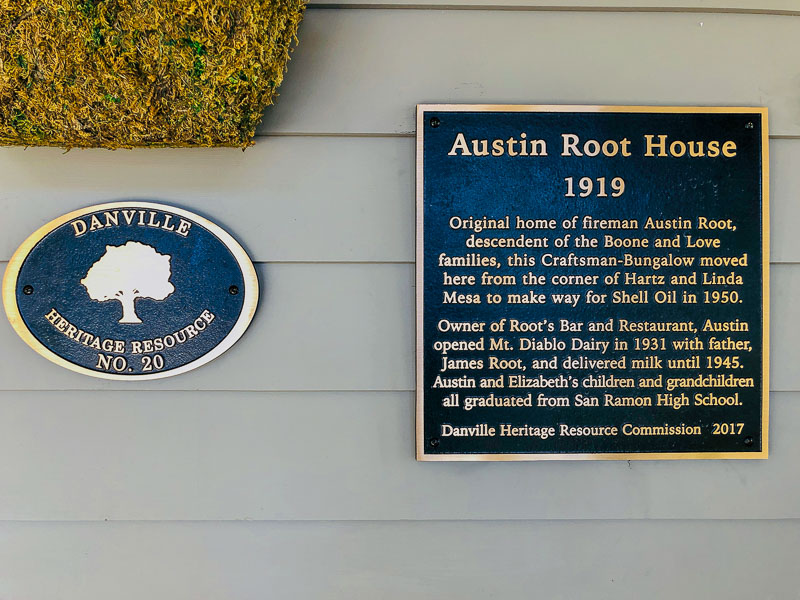 DANVILLE
HERITAGE RESOURCE
NO. 20
Austin Root House
1919
Original home of fireman Austin Root,
descendent of the Boone and Love
families, this Craftsman-Bungalow moved
here from the corner of Hartz and Linda
Mesa to make way for Shell Oil in 1950.
Owner of Root's Bar and Restaurant, Austin
opened Mt. Diablo Dairy in 1931 with father,
James Root, and delivered milk until 1945.
Austin and Elizabeth's children and grandchildren
all graduated from San Ramon High School.
Danville Heritage Resource Commission 2017